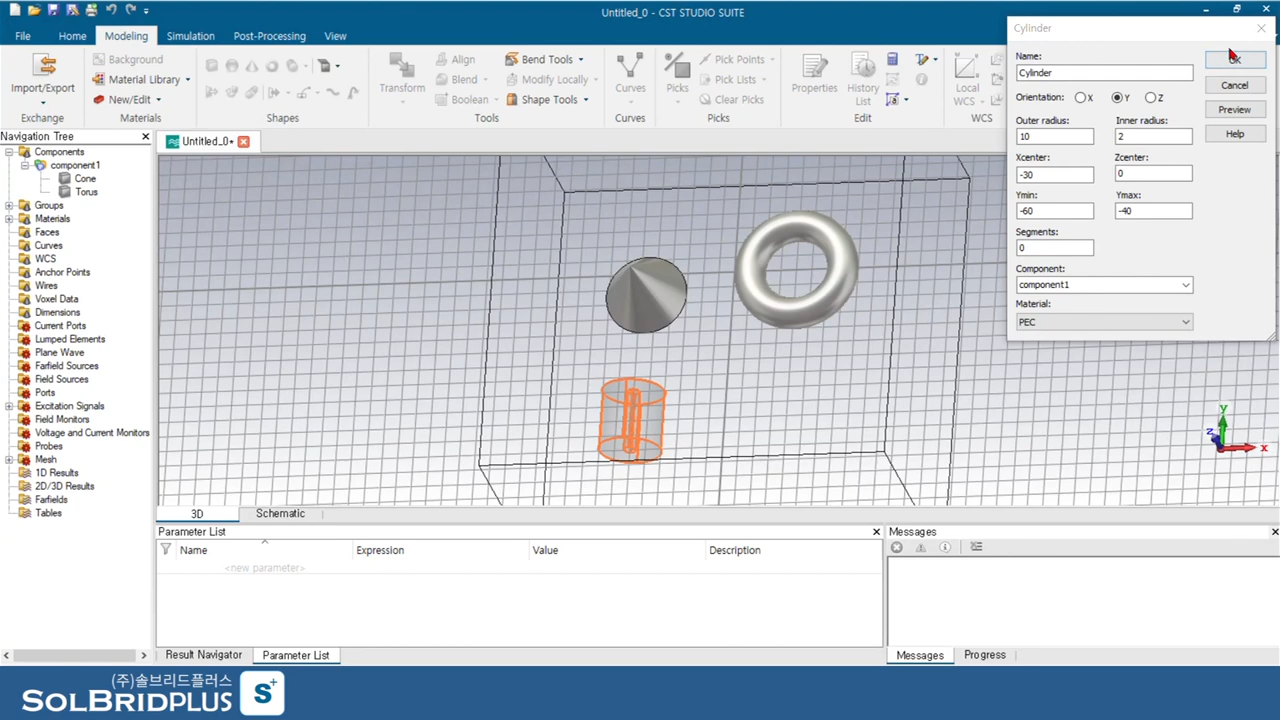 Untitled_0 - CST STUDIO SUITE
File Home Modeling Simulation Post-Processing View
Import/Export
Exchange
Background
Material Library
New/Edit
Materials
Shapes
Transform
Align
Blend
Boolean
Bend Tools
Modify Locally
Shape Tools
Tools
Curves
Curves
Picks
Pick Points
Pick Lists
Clear Picks
Picks
Properties
History
List
Edit
Local
WCS
WCS
Navigation Tree
Untitled_0*
Components
component1
Cone
Torus
Groups
Materials
Faces
Curves
WCS
Anchor Points
Wires
Voxel Data
Dimensions
Current Ports
Lumped Elements
Plane Wave
Farfield Sources
Field Sources
Ports
Excitation Signals
Field Monitors
Voltage and Current Monitors
Probes
Mesh
1D Results
2D/3D Results
Farfields
Tables
Cylinder
Name:
Cylinder
Orientation: X Y Z
Outer radius: Inner radius:
10 2
Xcenter: Zcenter:
-30 0
Ymin: Ymax:
-60 -40
Segments:
0
Component:
component1
Material:
PEC
Cancel
Preview
Help
y
z
x
3D Schematic
Parameter List
Name Expression Value Description
<new parameter>
Result Navigator Parameter List
Messages
Messages Progress
(주)솔브리드플러스
SOLBRIDPLUS
S+